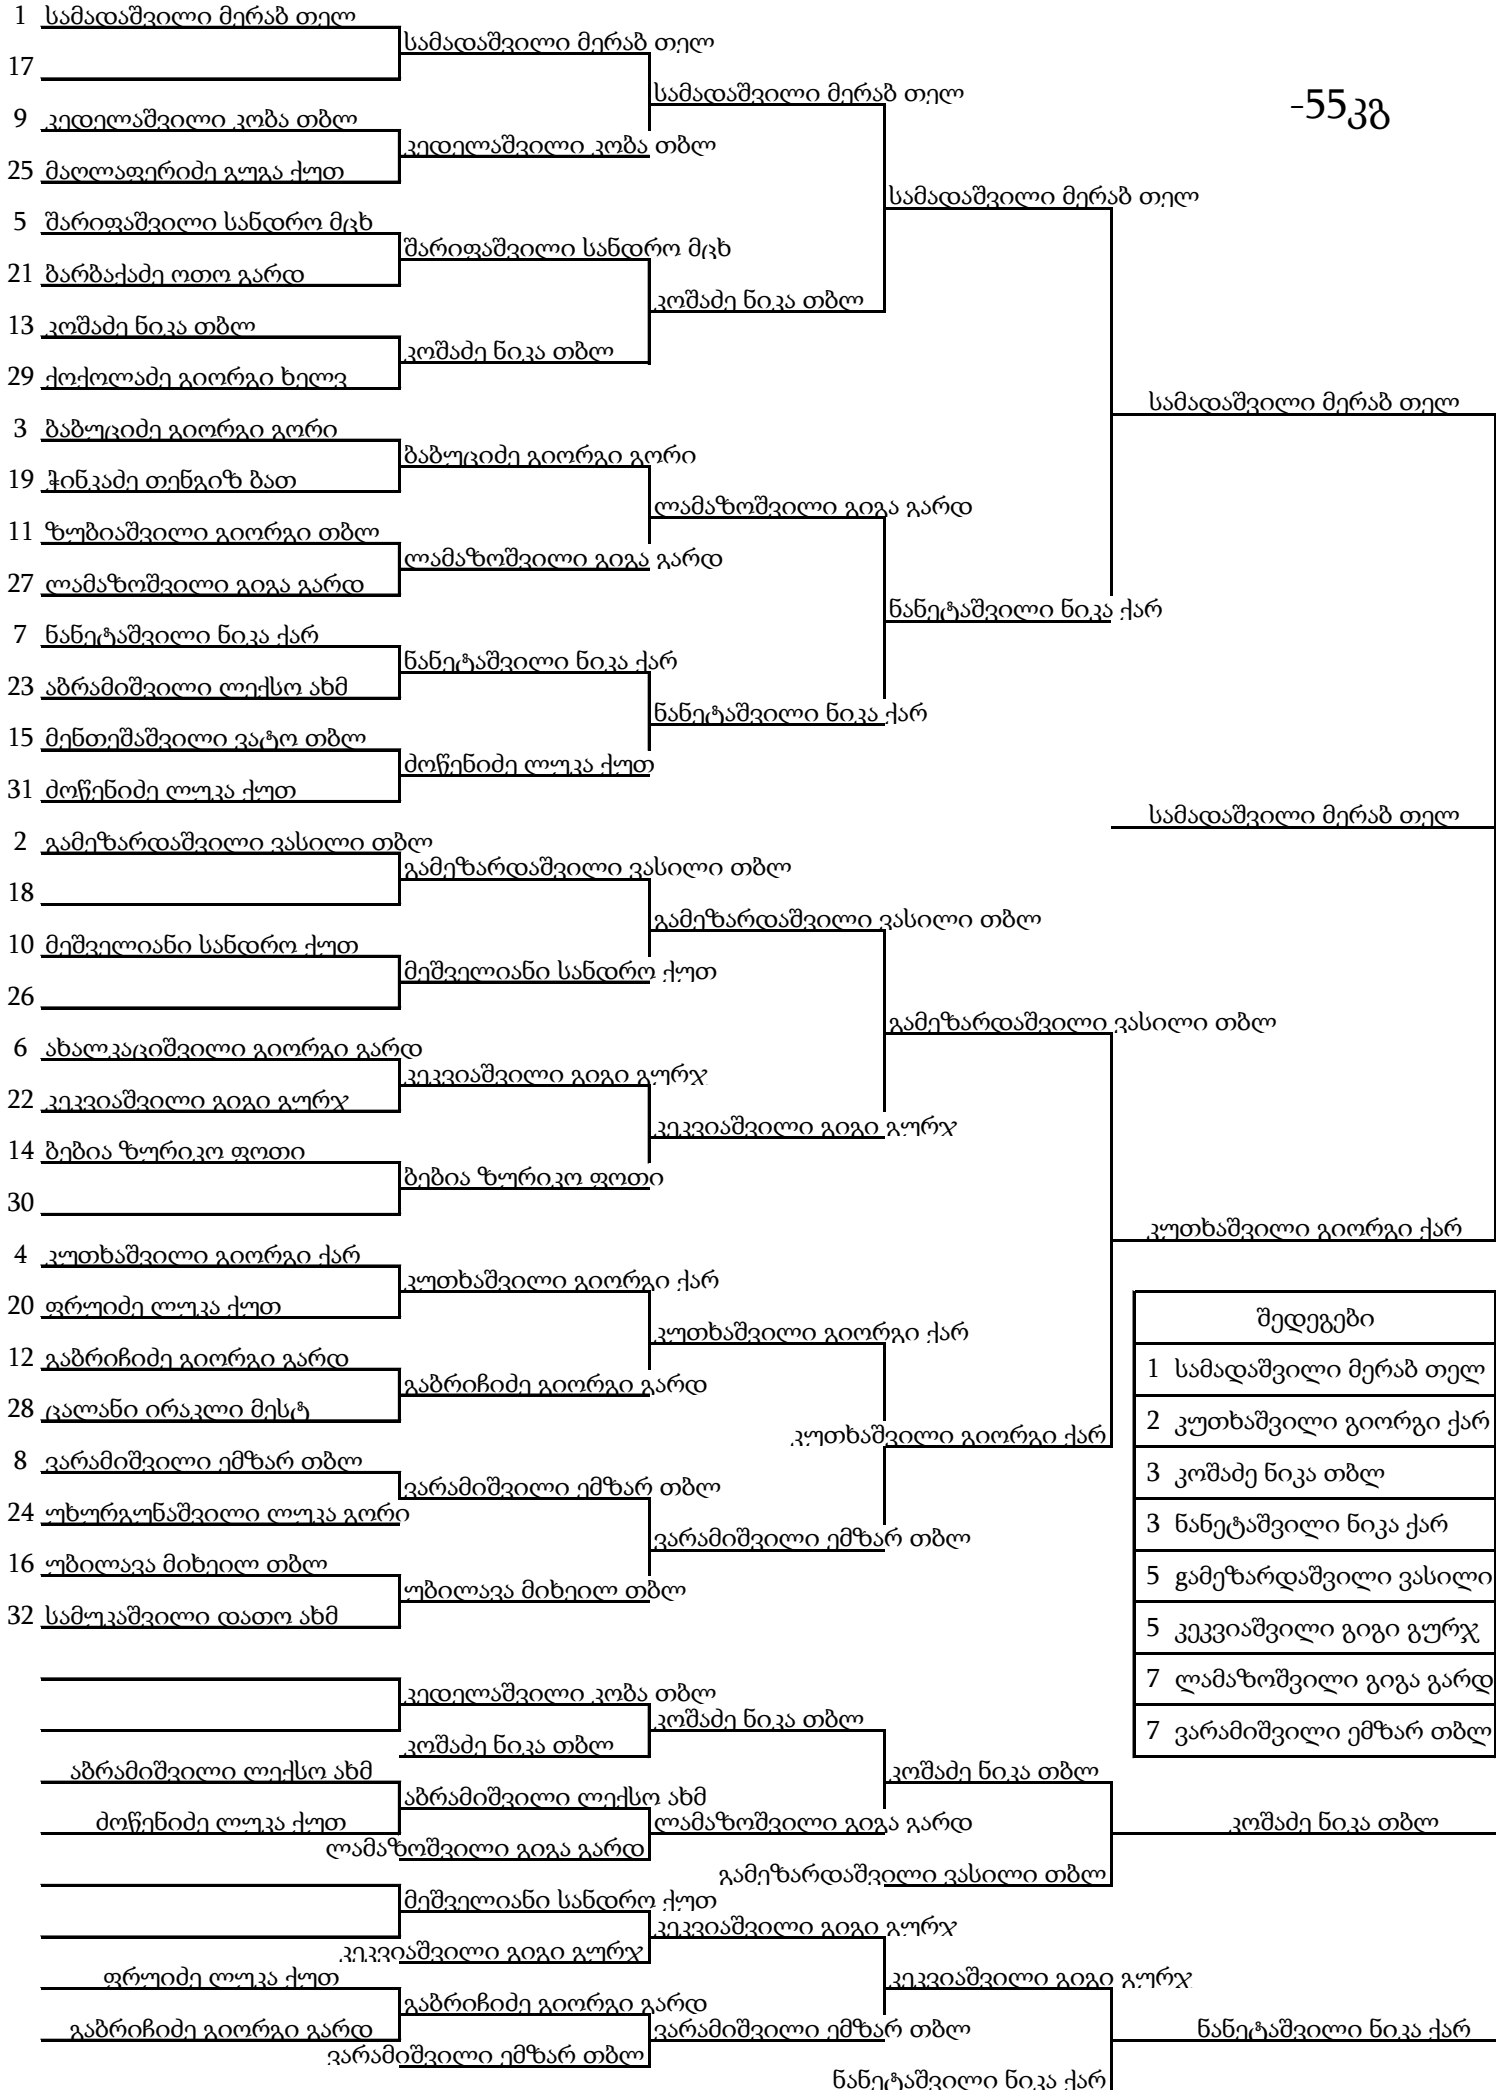 1 სამადაშვილი მერაბ თელ
სამადაშვილი მერაბ თელ
17
სამადაშვილი მერაბ თელ
-55კგ
9 კედელაშვილი კობა თბლ
კედელაშვილი კობა თბლ
25 მაღლაფერიძე გუგა ქუთ
სამადაშვილი მერაბ თელ
5 შარიფაშვილი სანდრო მცხ
შარიფაშვილი სანდრო მცხ
21 ბარბაქაძე ოთო გარდ
კოშაძე ნიკა თბლ
13 კოშაძე ნიკა თბლ
კოშაძე ნიკა თბლ
29 ქოქოლაძე გიორგი ხელვ
სამადაშვილი მერაბ თელ
3 ბაბუციძე გიორგი გორი
ბაბუციძე გიორგი გორი
19 ჭინკაძე თენგიზ ბათ
ლამაზოშვილი გიგა გარდ
11 ზუბიაშვილი გიორგი თბლ
ლამაზოშვილი გიგა გარდ
27 ლამაზოშვილი გიგა გარდ
ნანეტაშვილი ნიკა ქარ
7 ნანეტაშვილი ნიკა ქარ
ნანეტაშვილი ნიკა ქარ
23 აბრამიშვილი ლექსო ახმ
ნანეტაშვილი ნიკა ქარ
15 მენთეშაშვილი ვატო თბლ
ძოწენიძე ლუკა ქუთ
31 ძოწენიძე ლუკა ქუთ
სამადაშვილი მერაბ თელ
2 გამეზარდაშვილი ვასილი თბლ
გამეზარდაშვილი ვასილი თბლ
18
გამეზარდაშვილი ვასილი თბლ
10 მეშველიანი სანდრო ქუთ
მეშველიანი სანდრო ქუთ
26
გამეზარდაშვილი ვასილი თბლ
6 ახალკაციშვილი გიორგი გარდ
კეკვიაშვილი გიგი გურჯ
22 კეკვიაშვილი გიგი გურჯ
კეკვიაშვილი გიგი გურჯ
14 ბებია ზურიკო ფოთი
ბებია ზურიკო ფოთი
30
კუთხაშვილი გიორგი ქარ
4 კუთხაშვილი გიორგი ქარ
კუთხაშვილი გიორგი ქარ
20 ფრუიძე ლუკა ქუთ
შედეგები
კუთხაშვილი გიორგი ქარ
12 გაბრიჩიძე გიორგი გარდ
1 სამადაშვილი მერაბ თელ
გაბრიჩიძე გიორგი გარდ
28 ცალანი ირაკლი მესტ
2 კუთხაშვილი გიორგი ქარ
კუთხაშვილი გიორგი ქარ
8 ვარამიშვილი ემზარ თბლ
3 კოშაძე ნიკა თბლ
ვარამიშვილი ემზარ თბლ
24 უხურგუნაშვილი ლუკა გორი
3 ნანეტაშვილი ნიკა ქარ
ვარამიშვილი ემზარ თბლ
16 უბილავა მიხეილ თბლ
5 gამეზარდაშვილი ვასილი
უბილავა მიხეილ თბლ
32 სამუკაშვილი დათო ახმ
5 კეკვიაშვილი გიგი გურჯ
7 ლამაზოშვილი გიგა გარდ
კედელაშვილი კობა თბლ
კოშაძე ნიკა თბლ
7 ვარამიშვილი ემზარ თბლ
კოშაძე ნიკა თბლ
აბრამიშვილი ლექსო ახმ
კოშაძე ნიკა თბლ
აბრამიშვილი ლექსო ახმ
ძოწენიძე ლუკა ქუთ
ლამაზოშვილი გიგა გარდ
კოშაძე ნიკა თბლ
ლამაზოშვილი გიგა გარდ
გამეზარდაშვილი ვასილი თბლ
მეშველიანი სანდრო ქუთ
კეკვიაშვილი გიგი გურჯ
კეკვიაშვილი გიგი გურჯ
ფრუიძე ლუკა ქუთ
კეკვიაშვილი გიგი გურჯ
გაბრიჩიძე გიორგი გარდ
გაბრიჩიძე გიორგი გარდ
ვარამიშვილი ემზარ თბლ
ნანეტაშვილი ნიკა ქარ
ვარამიშვილი ემზარ თბლ
ნანეტაშვილი ნიკა ქარ